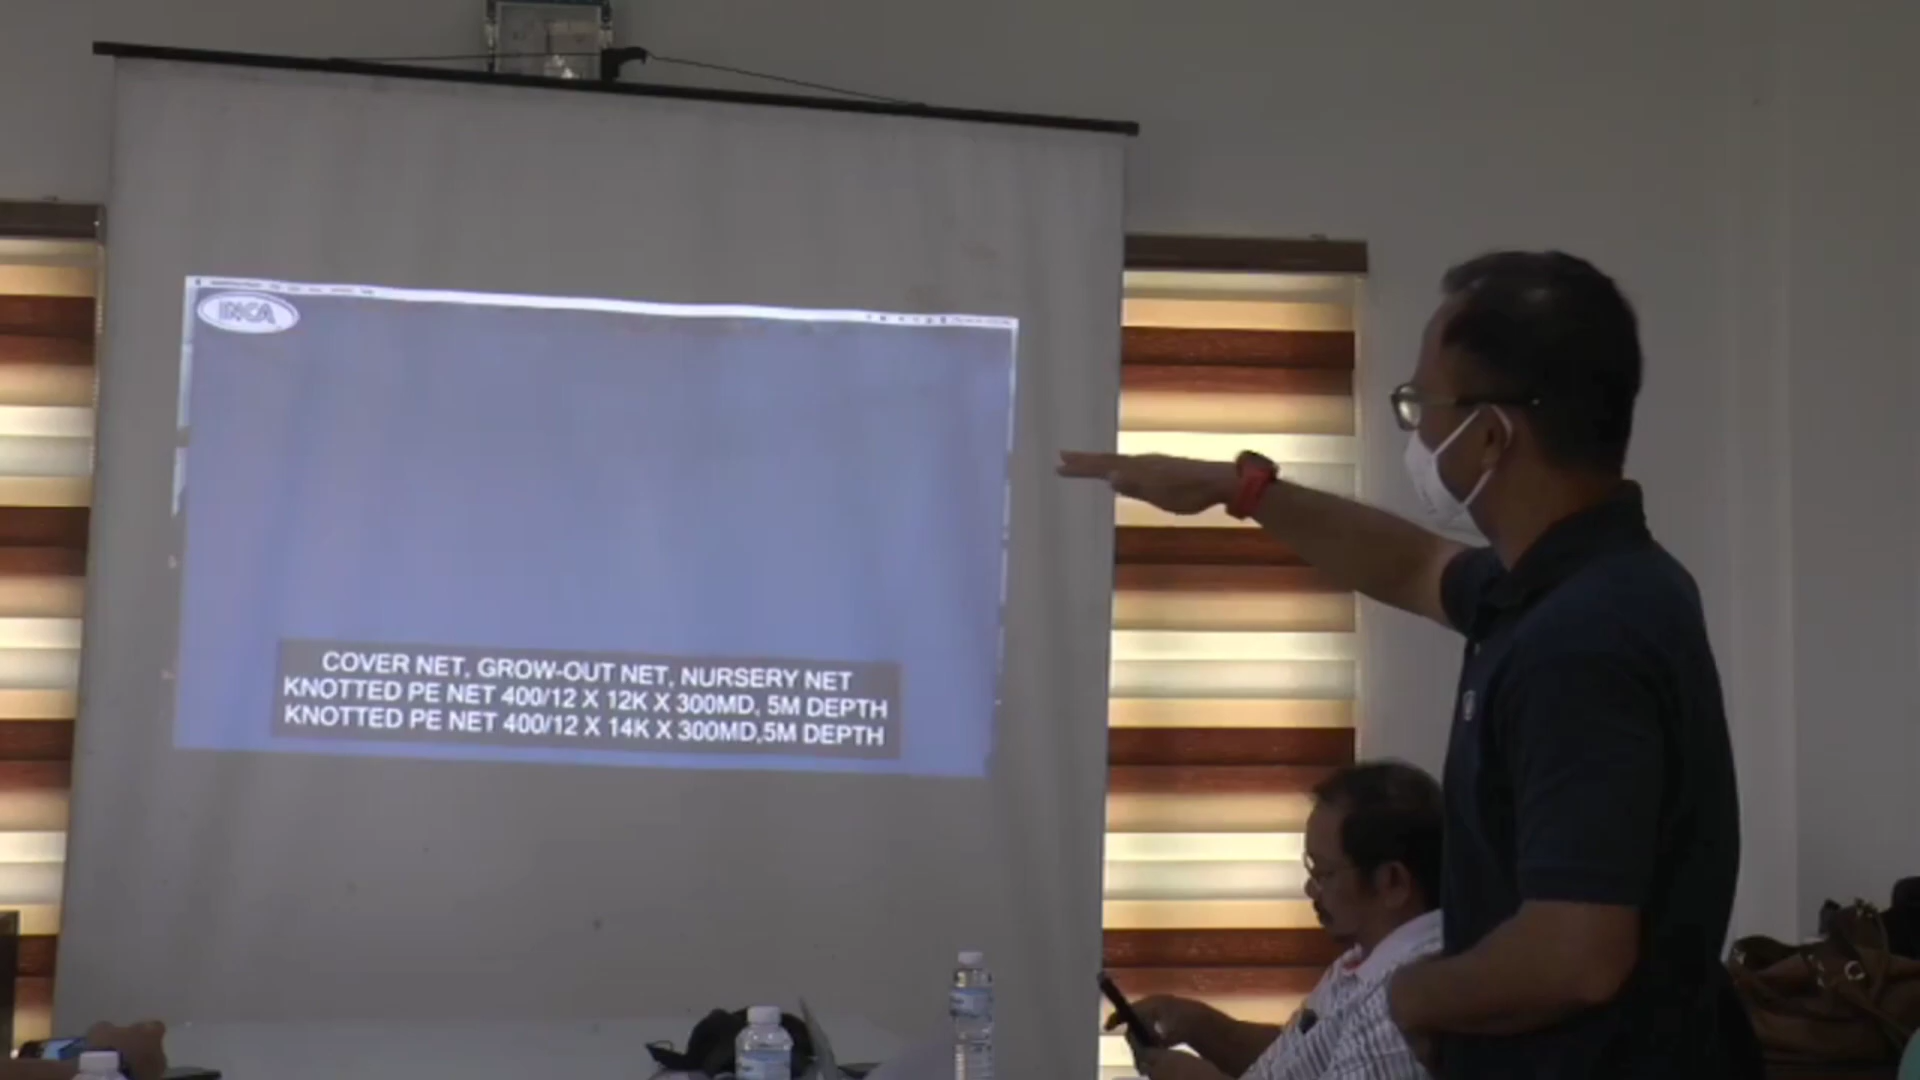 INCA
COVER NET, GROW-OUT NET, NURSERY NET
KNOTTED PE NET 400/12 X 12K X 300MD, 5M DEPTH
KNOTTED PE NET 400/12 X 14K X 300MD,5M DEPTH